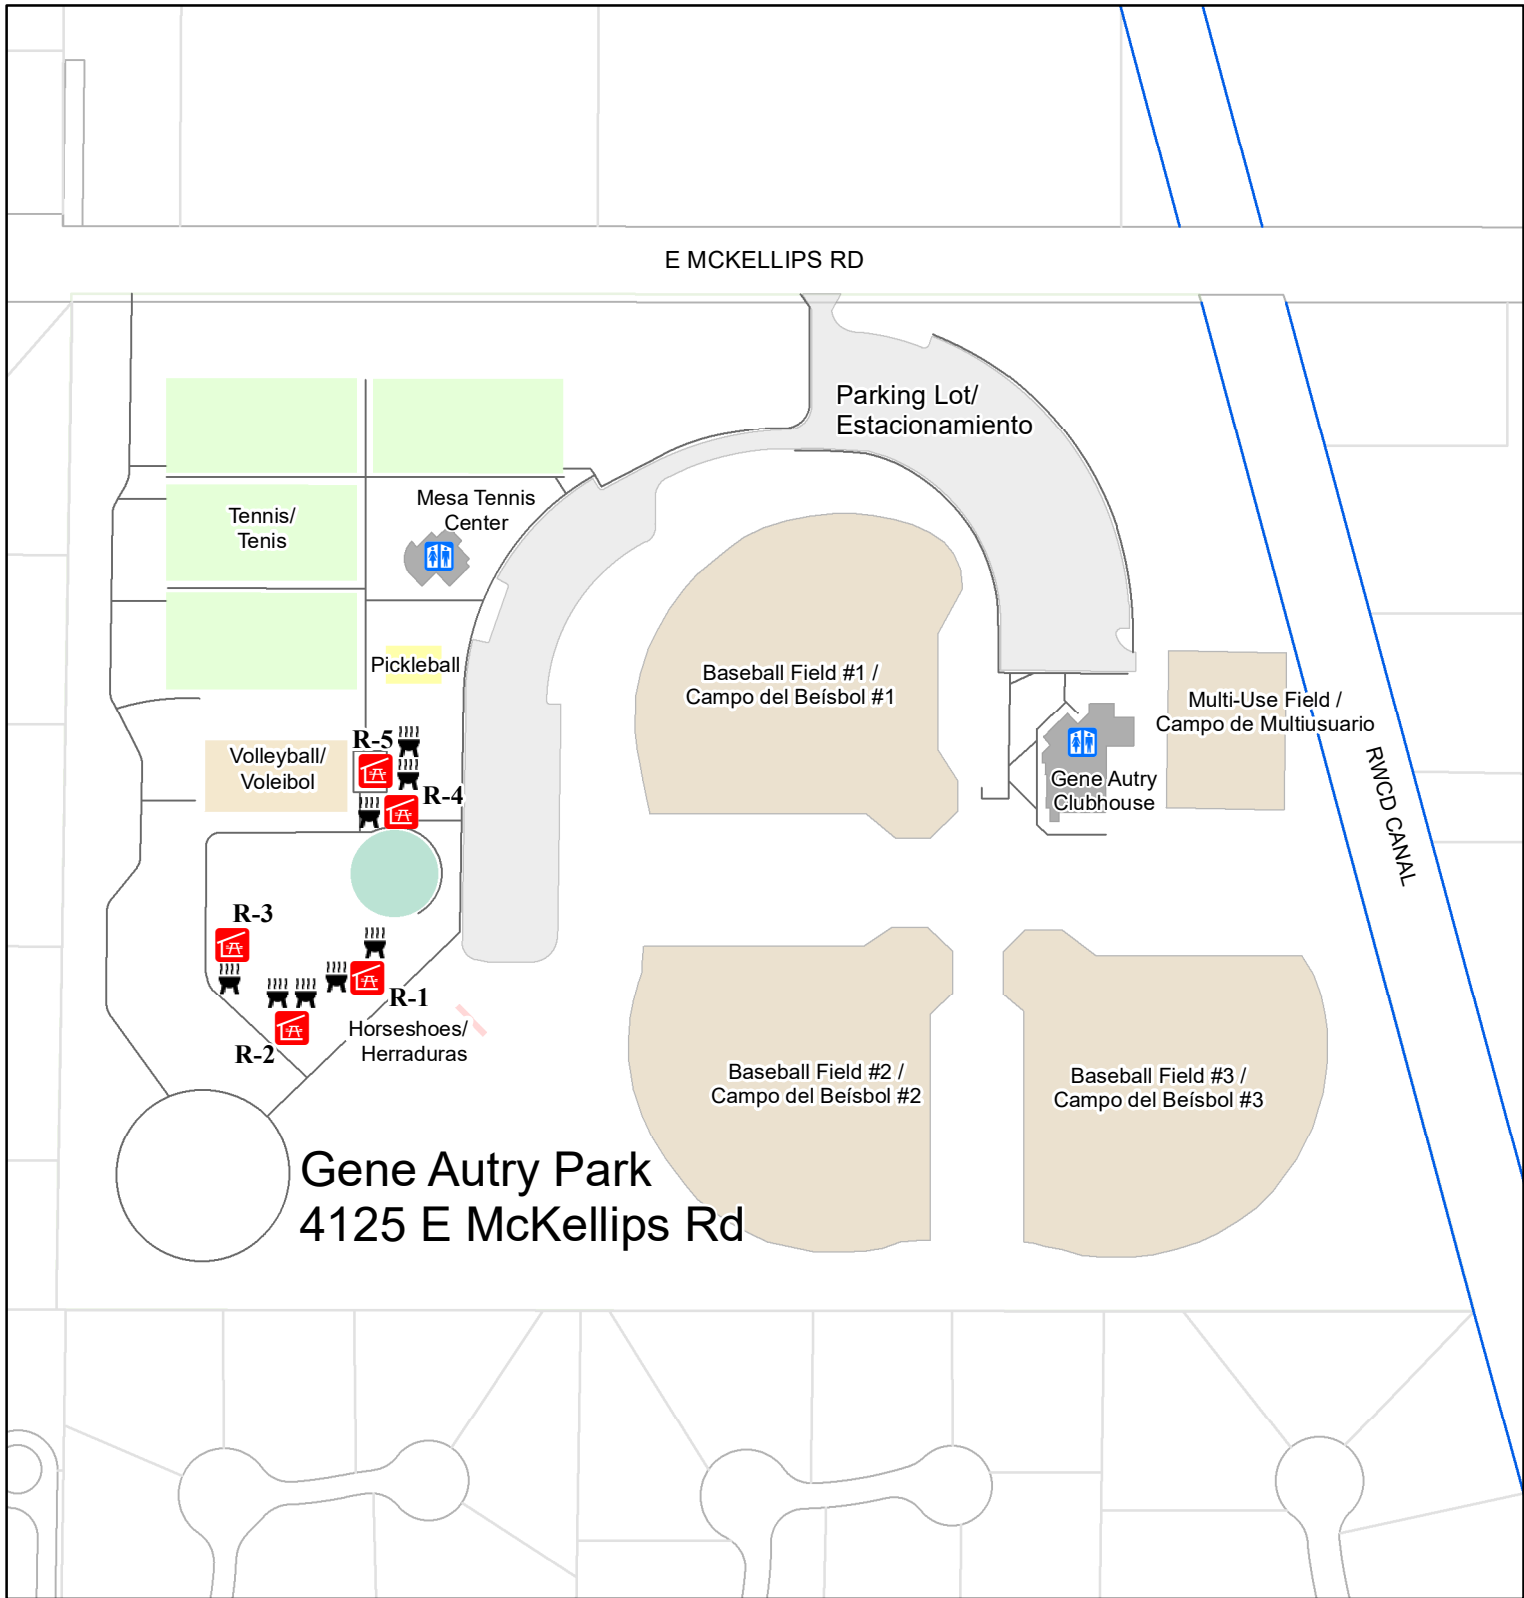 E MCKELLIPS RD
Parking Lot/
Estacionamiento
Mesa Tennis
Center
Tennis/
Tenis
Pickleball
Baseball Field #1 /
Campo del Beísbol #1
Multi-Use Field /
Campo de Multiusuario
R-5
Volleyball/
Voleibol
R-4
Gene Autry
Clubhouse
RWCD CANAL
R-3
R-1
R-2
Horseshoes/
Herraduras
Baseball Field #2 /
Campo del Beísbol #2
Baseball Field #3 /
Campo del Beísbol #3
Gene Autry Park
4125 E McKellips Rd